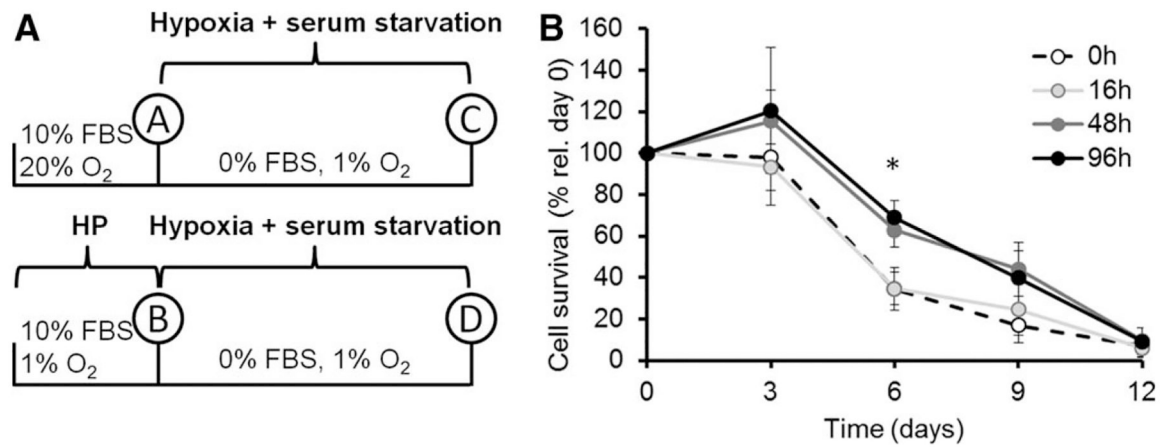 A
Hypoxia + serum starvation
A
C
10% FBS
20% O₂
0% FBS, 1% O₂
HP
Hypoxia + serum starvation
B
D
10% FBS
1% O₂
0% FBS, 1% O₂
B
Cell survival (% rel. day 0)
160
140
120
100
80
60
40
20
0
*
0h
16h
48h
96h
0 3 6 9 12
Time (days)